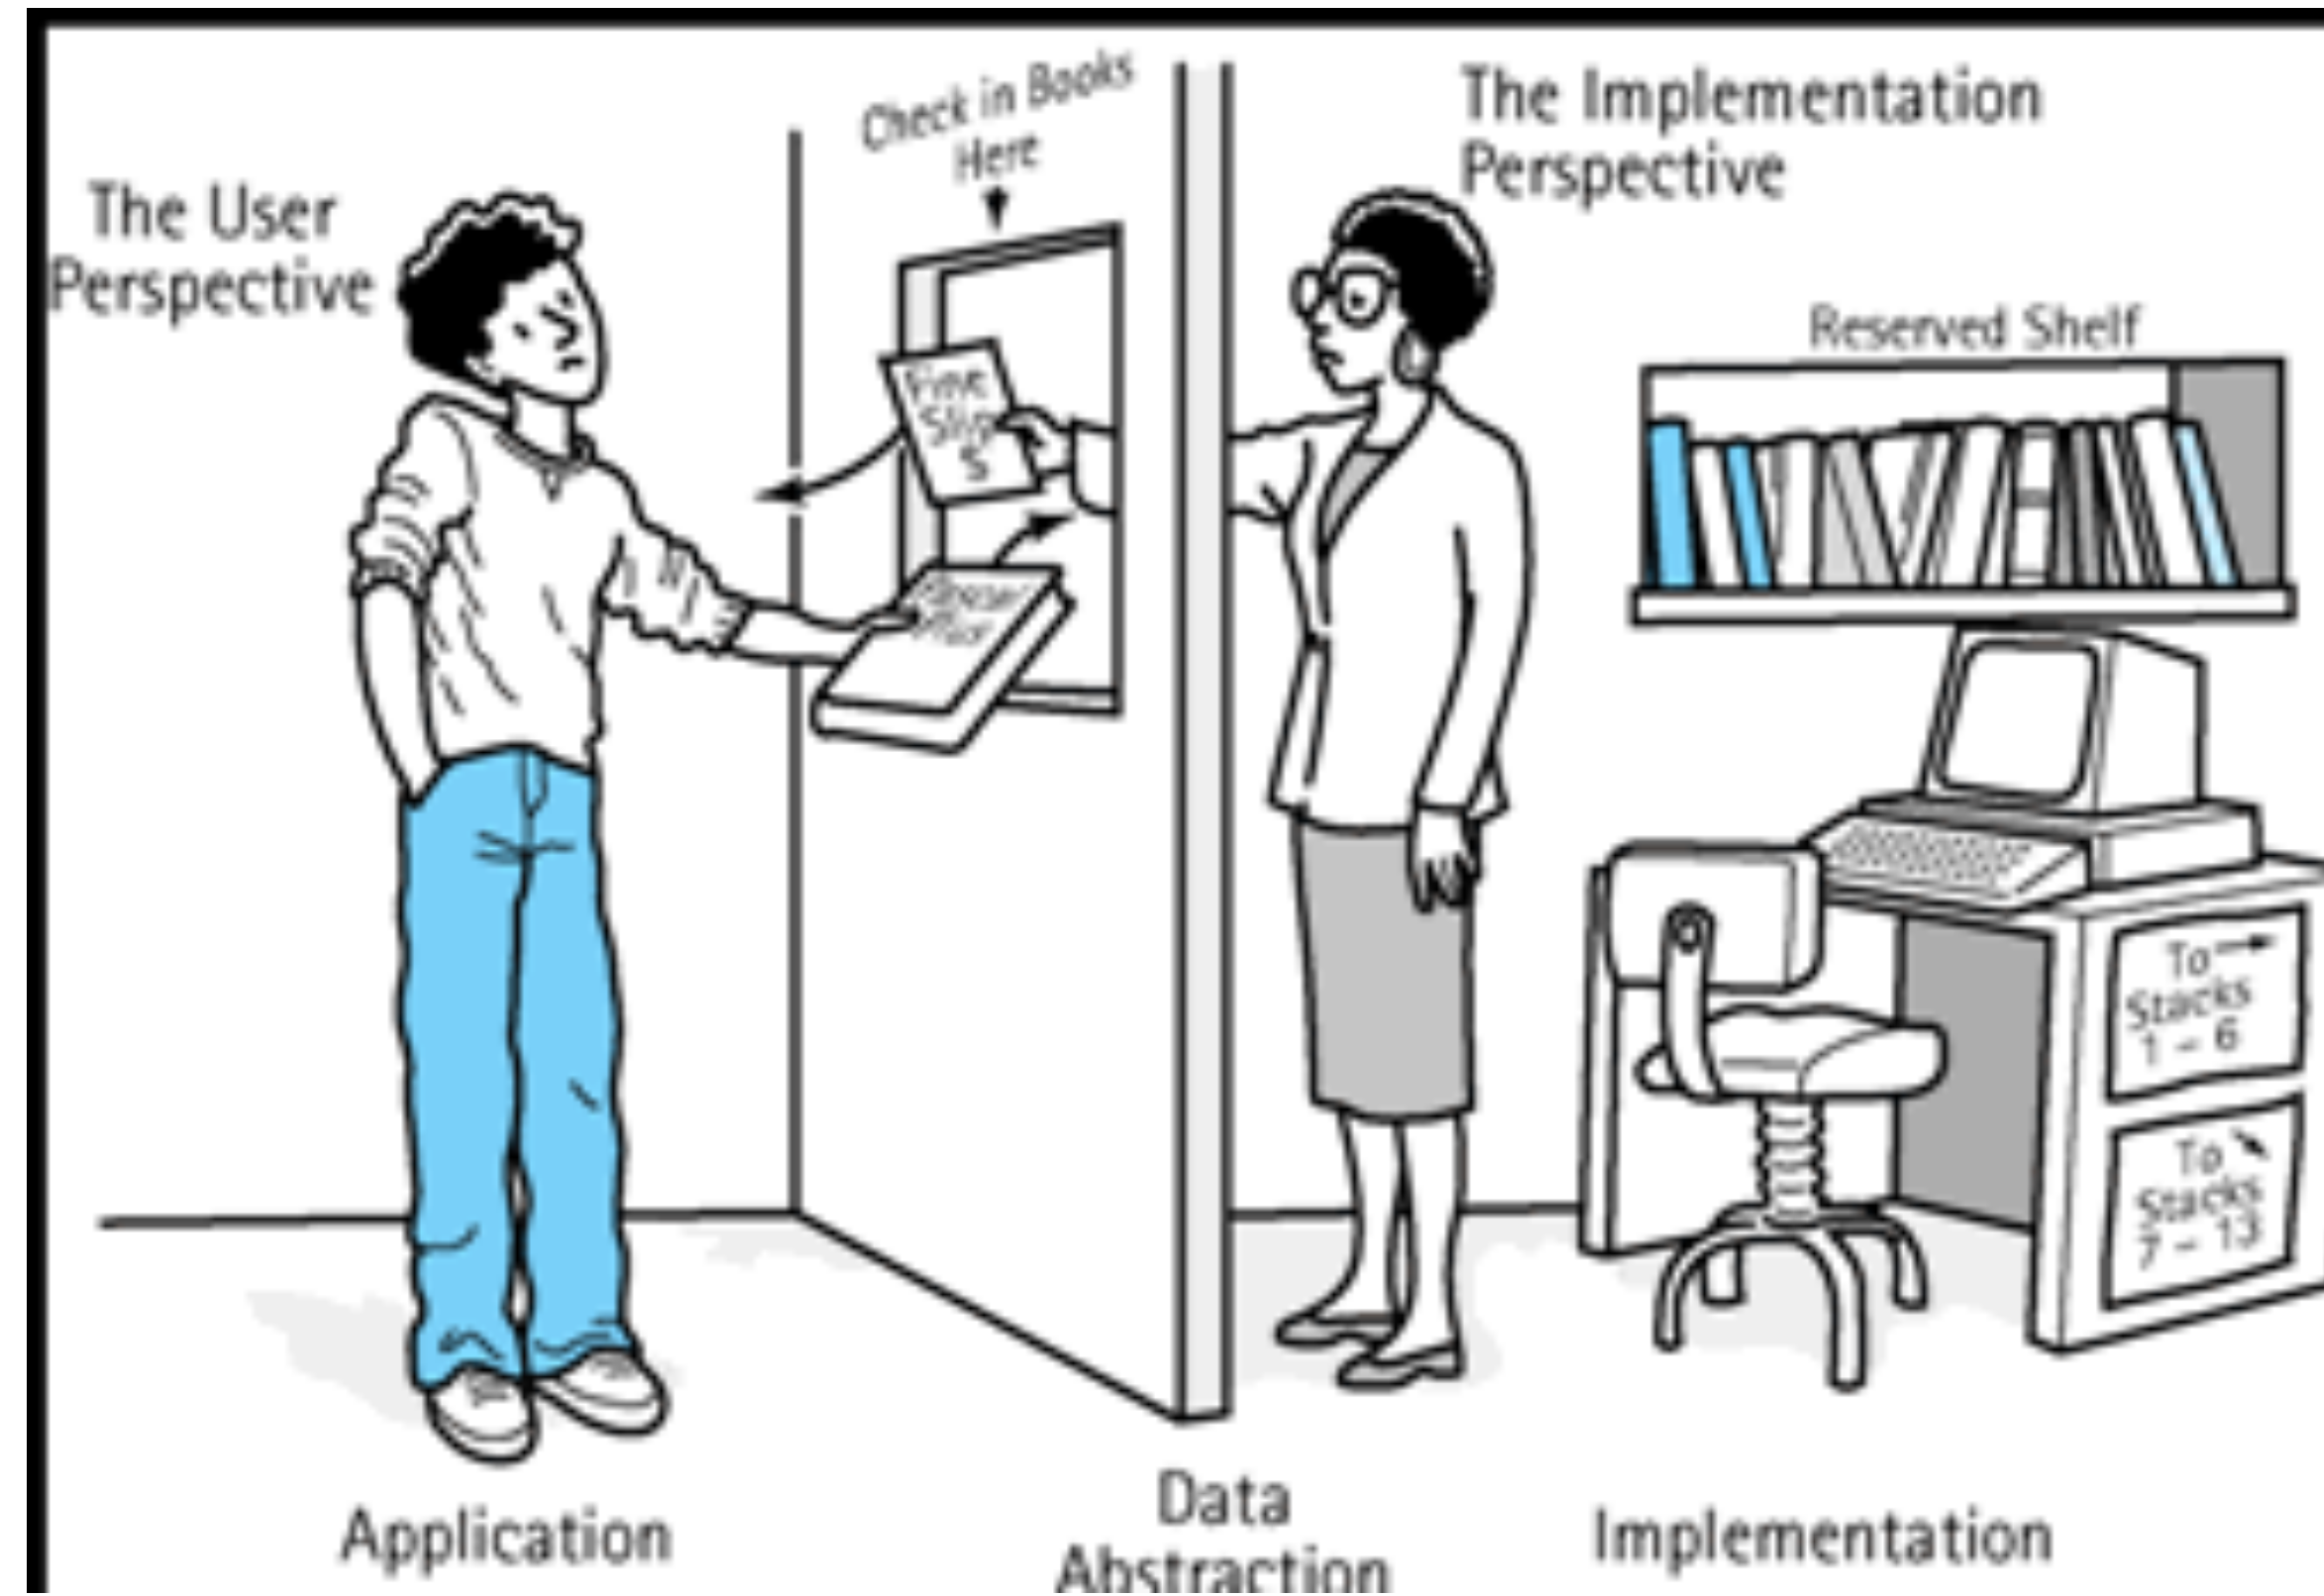 The User
Perspective
Check in Books
Here
The Implementation
Perspective
Fine
Slip
$
Reserved Shelf
To
Stacks
1 – 6
To
Stacks
7 – 13
Application
Data
Abstraction
Implementation